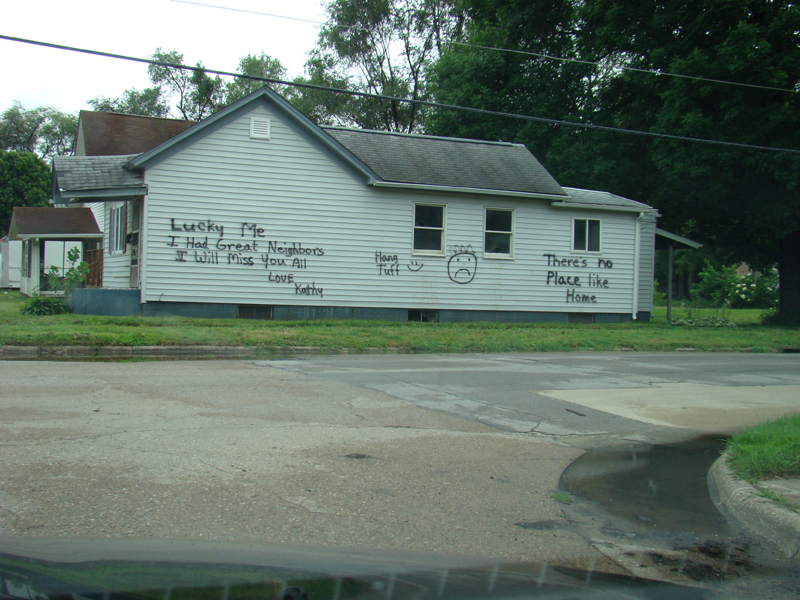 Lucky Me
I Had Great Neighbors
I Will Miss You All
Love
Kathy
Hang
Tuff
There's no
Place like
Home